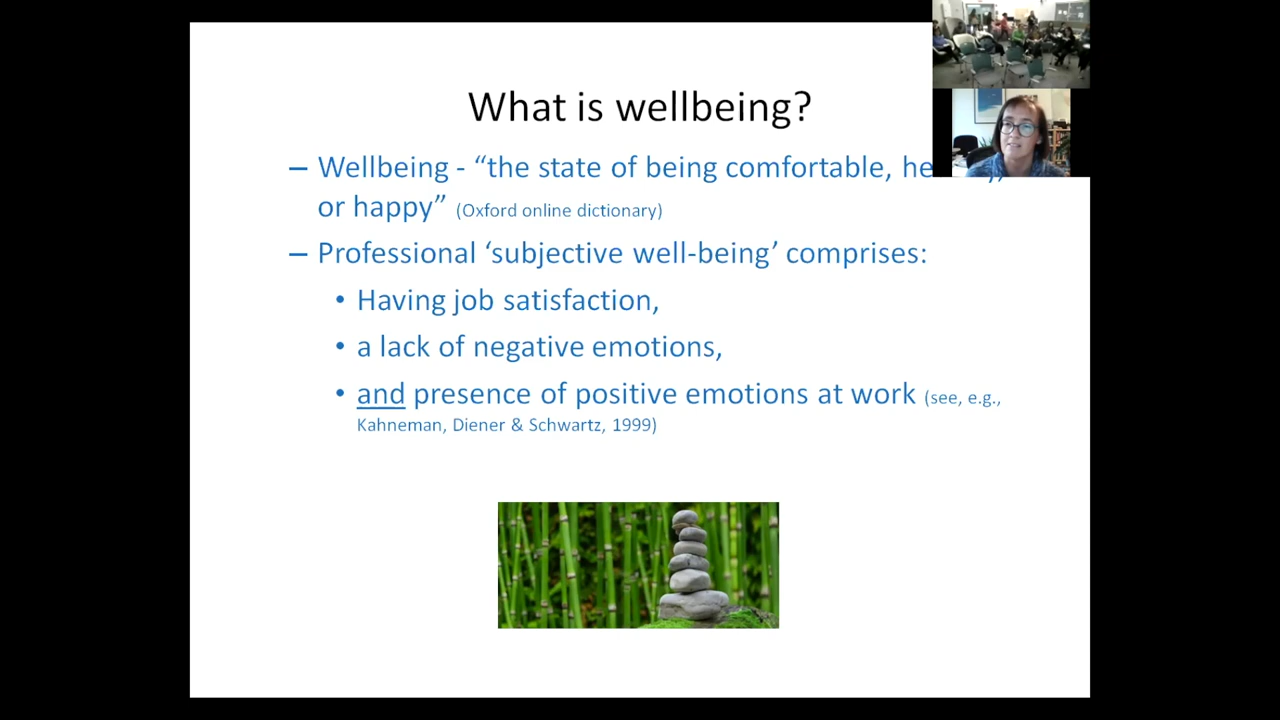 What is wellbeing?
– Wellbeing - “the state of being comfortable,
or happy” (Oxford online dictionary)
– Professional ‘subjective well-being’ comprises:
• Having job satisfaction,
• a lack of negative emotions,
• and presence of positive emotions at work (see, e.g.,
Kahneman, Diener & Schwartz, 1999)